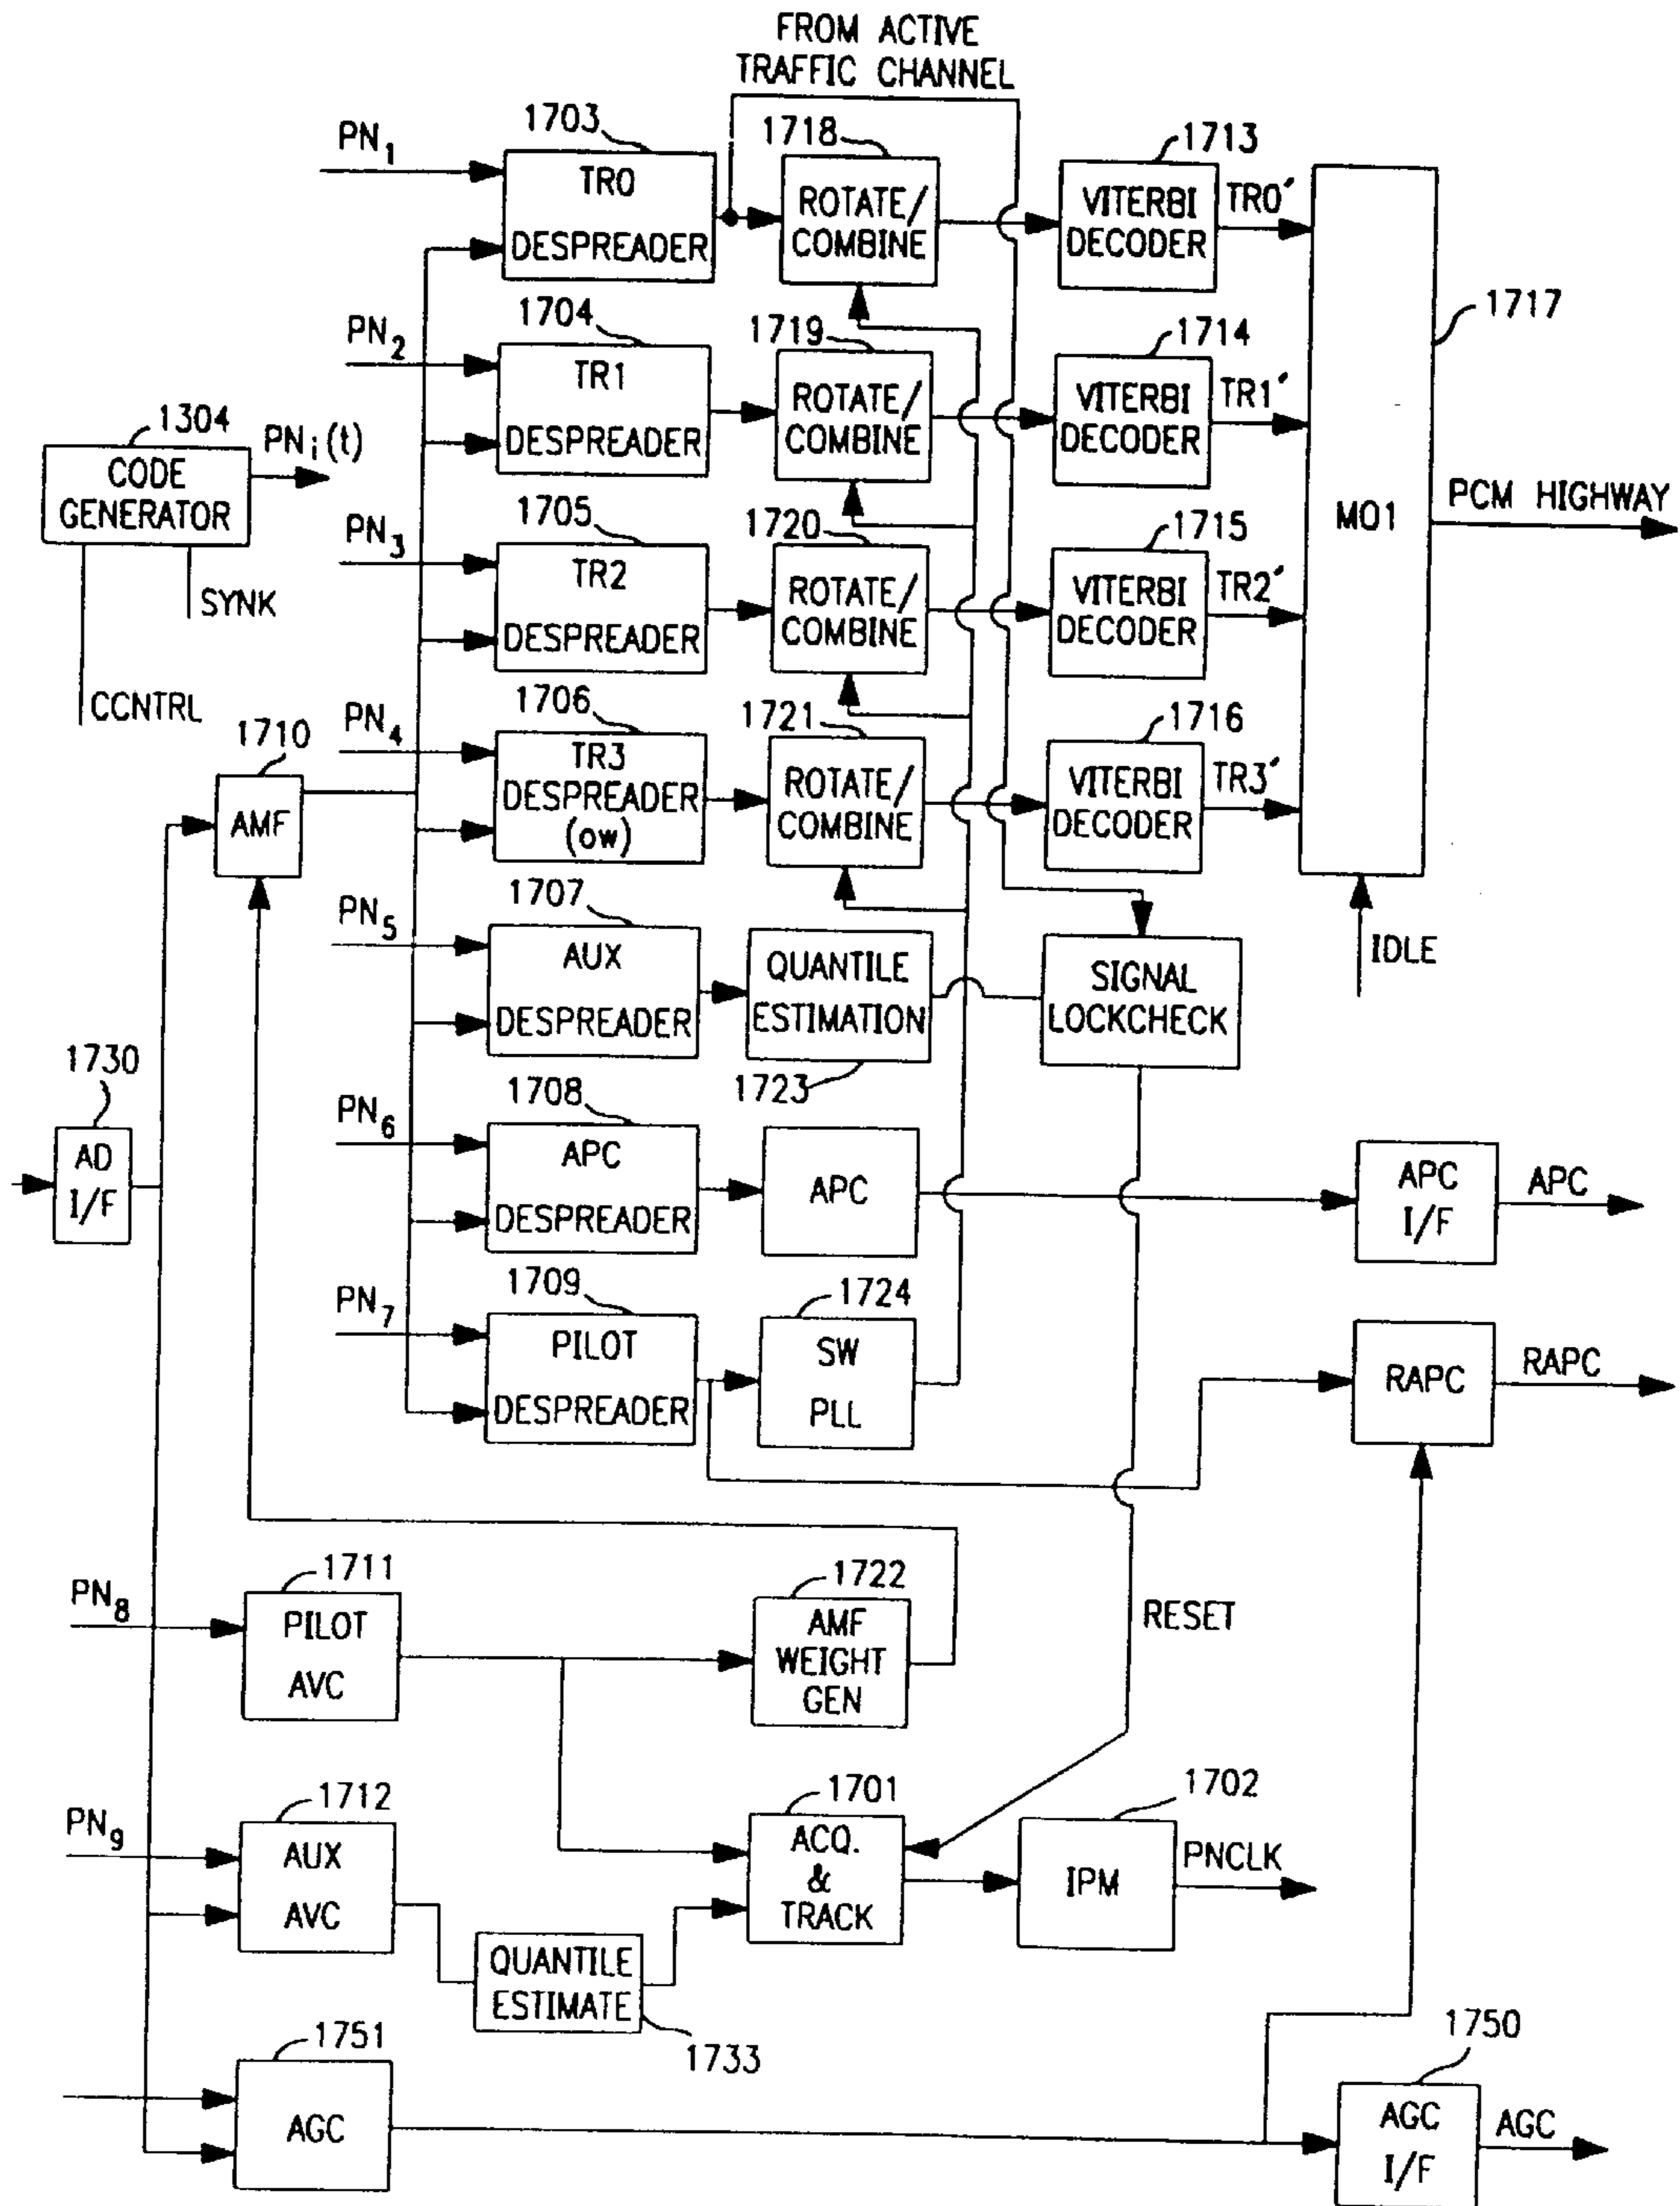 FROM ACTIVE
TRAFFIC CHANNEL
PN1
1703
TR0
DESPREADER
1718
ROTATE/
COMBINE
1713
VITERBI
DECODER
TR0′
PN2
1704
TR1
DESPREADER
1719
ROTATE/
COMBINE
1714
VITERBI
DECODER
TR1′
1717
M01
PCM HIGHWAY
1304
CODE
GENERATOR
PNi(t)
SYNK
CCNTRL
PN3
1705
TR2
DESPREADER
1720
ROTATE/
COMBINE
1715
VITERBI
DECODER
TR2′
1710
AMF
PN4
1706
TR3
DESPREADER
(OW)
1721
ROTATE/
COMBINE
1716
VITERBI
DECODER
TR3′
IDLE
PN5
1707
AUX
DESPREADER
QUANTILE
ESTIMATION
1723
SIGNAL
LOCKCHECK
1730
AD
I/F
PN6
1708
APC
DESPREADER
APC
APC
I/F
APC
PN7
1709
PILOT
DESPREADER
1724
SW
PLL
RAPC
RAPC
PN8
1711
PILOT
AVC
1722
AMF
WEIGHT
GEN
RESET
PN9
1712
AUX
AVC
QUANTILE
ESTIMATE
1733
1701
ACQ.
&
TRACK
1702
IPM
PNCLK
1751
AGC
1750
AGC
I/F
AGC